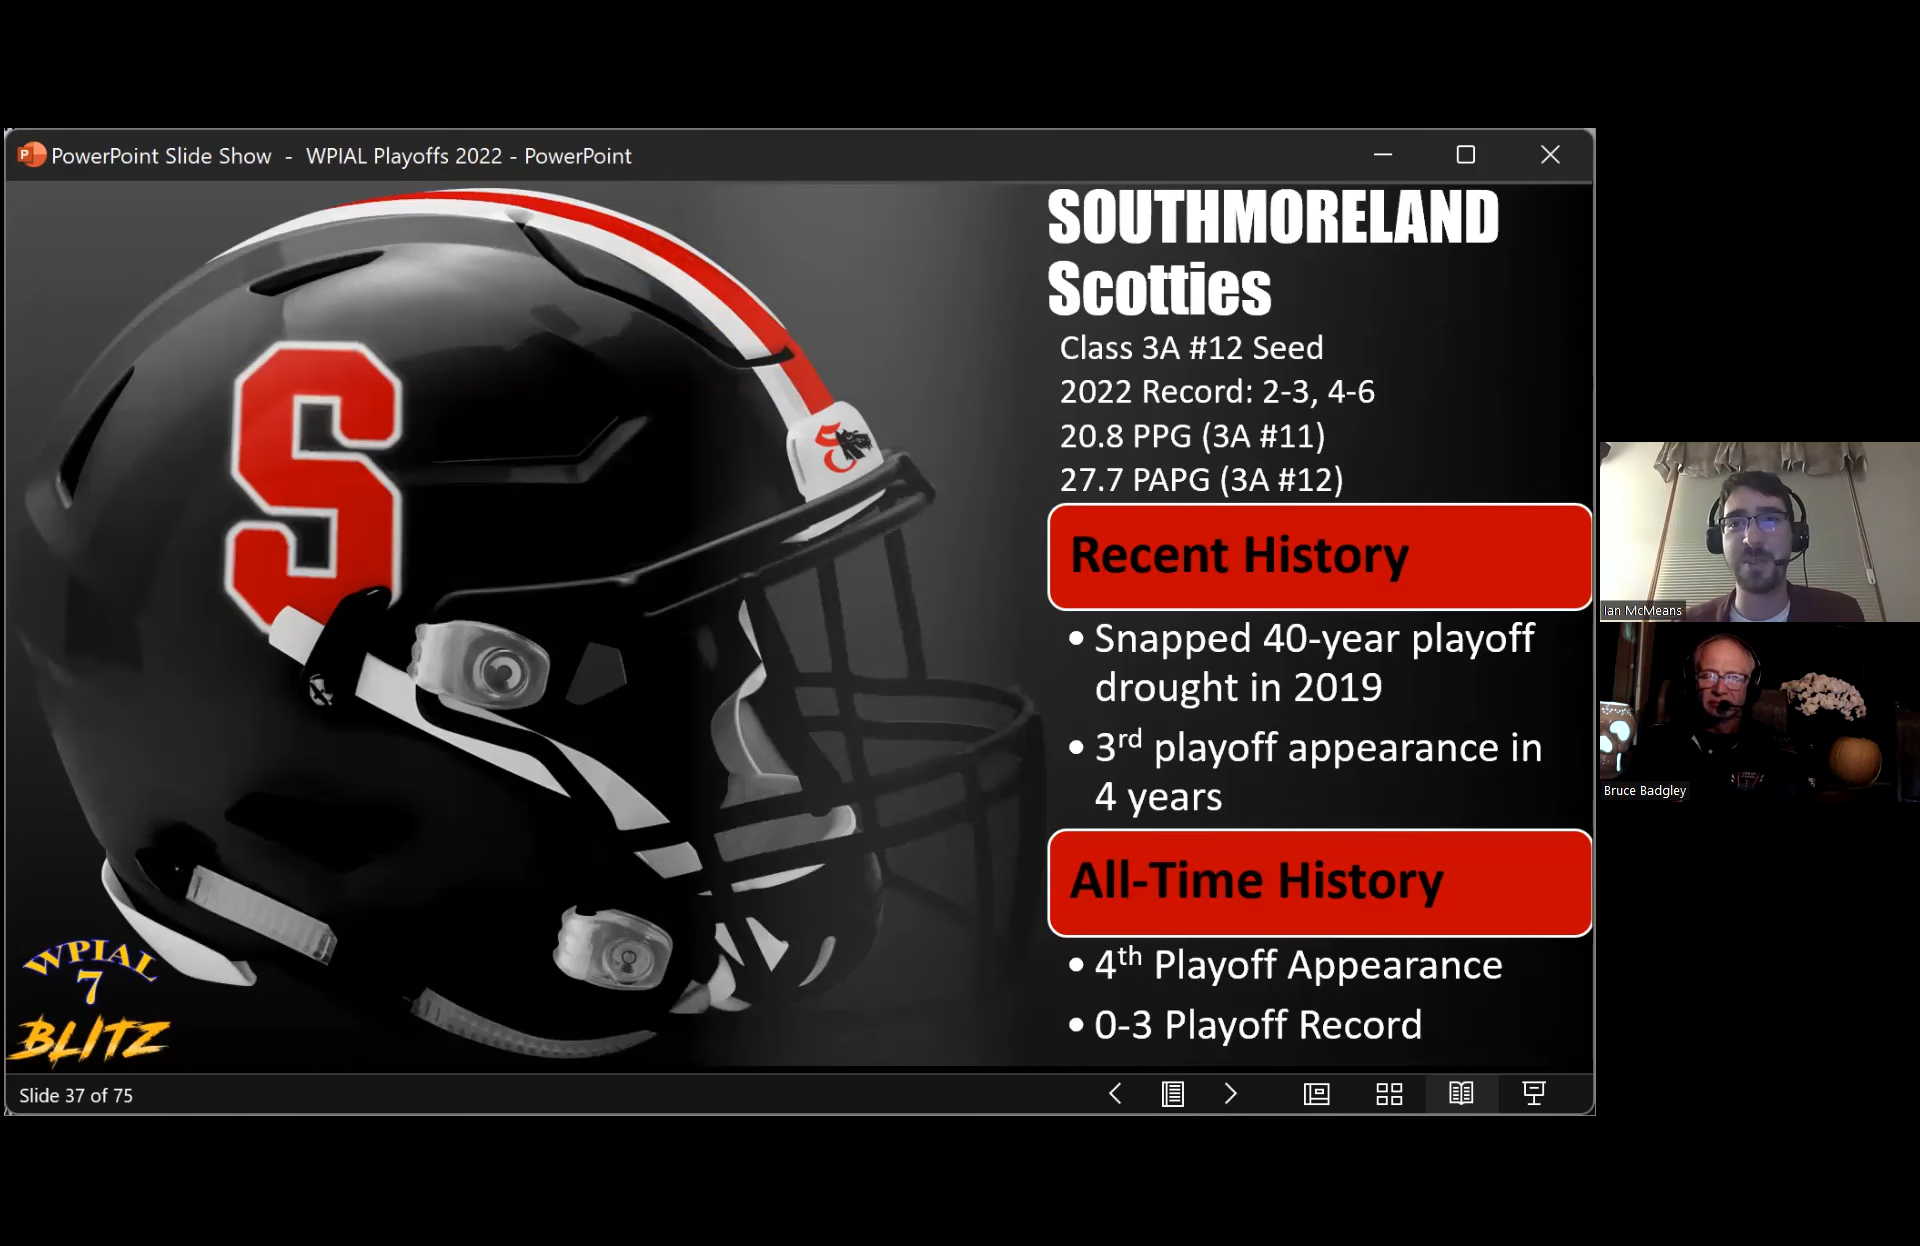 PowerPoint Slide Show - WPIAL Playoffs 2022 - PowerPoint
SOUTHMORELAND
Scotties
Class 3A #12 Seed
2022 Record: 2-3, 4-6
20.8 PPG (3A #11)
27.7 PAPG (3A #12)
Recent History
• Snapped 40-year playoff
drought in 2019
• 3rd playoff appearance in
4 years
All-Time History
• 4th Playoff Appearance
• 0-3 Playoff Record
S
S
WPIAL
7
BLITZ
Slide 37 of 75
Ian McMeans
Bruce Badgley